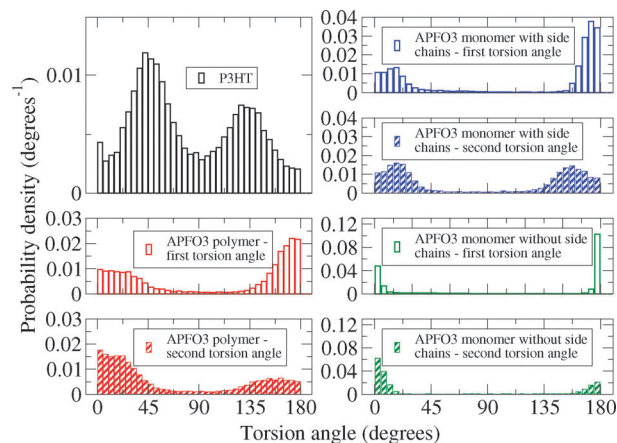 Probability density (degrees⁻¹)
0.01
0
P3HT
0.04
0.03
0.02
0.01
0
APFO3 monomer with side
chains - first torsion angle
0.04
0.03
0.02
0.01
0
APFO3 monomer with side
chains - second torsion angle
0.03
0.02
0.01
0
APFO3 polymer -
first torsion angle
0.12
0.08
0.04
0
APFO3 monomer without side
chains - first torsion angle
0.03
0.02
0.01
0
APFO3 polymer -
second torsion angle
0.12
0.08
0.04
0
APFO3 monomer without side
chains - second torsion angle
0 45 90 135 180
0 45 90 135 180
Torsion angle (degrees)